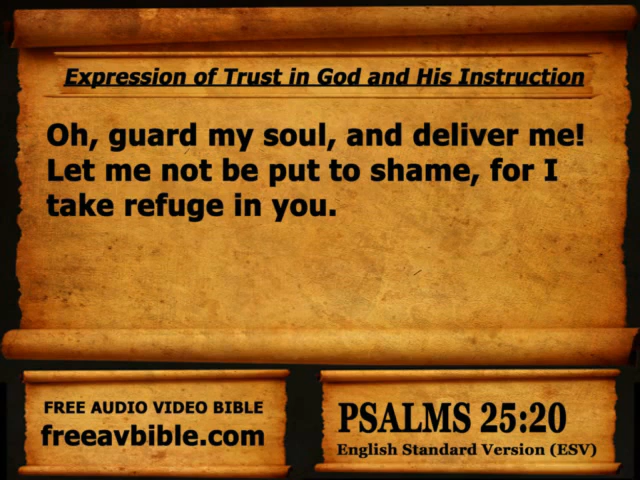 Expression of Trust in God and His Instruction
Oh, guard my soul, and deliver me!
Let me not be put to shame, for I
take refuge in you.
FREE AUDIO VIDEO BIBLE
freeavbible.com
PSALMS 25:20
English Standard Version (ESV)